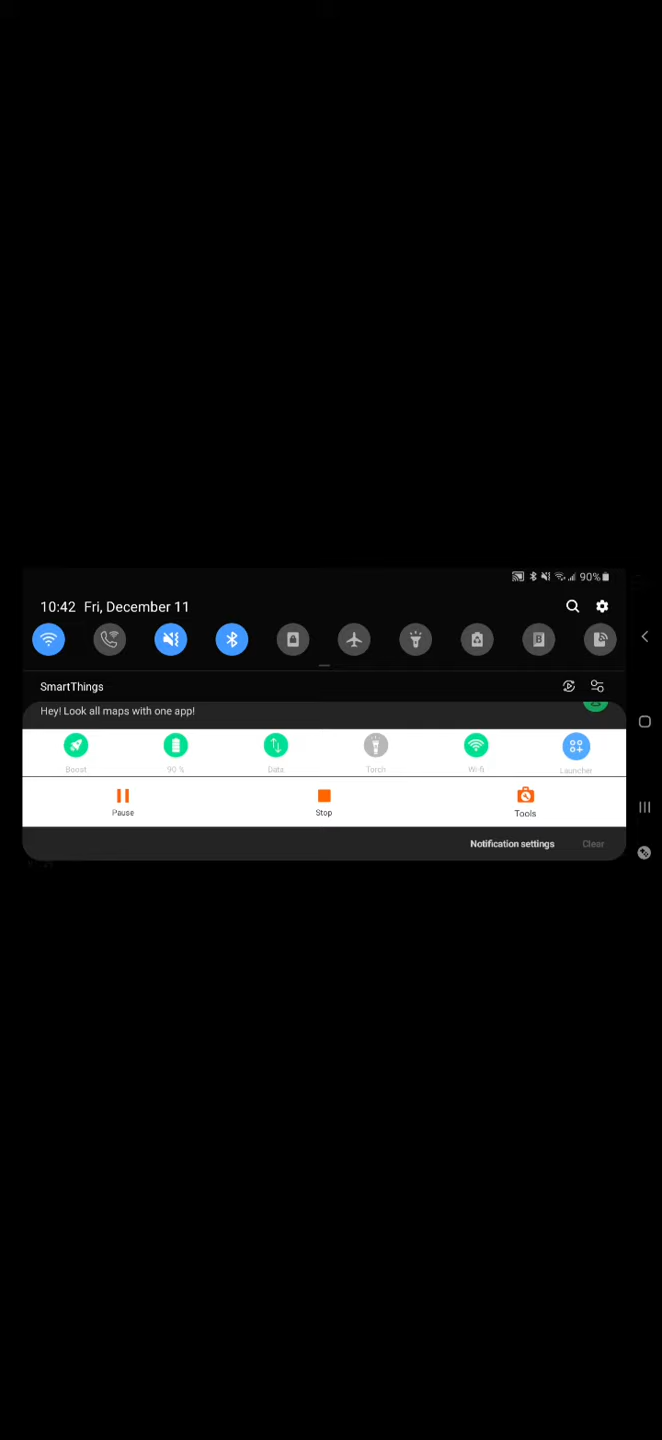 90%
10:42 Fri, December 11
SmartThings
Hey! Look all maps with one app!
Boost 90 % Data Torch Wi-fi Launcher
Pause Stop Tools
Notification settings Clear